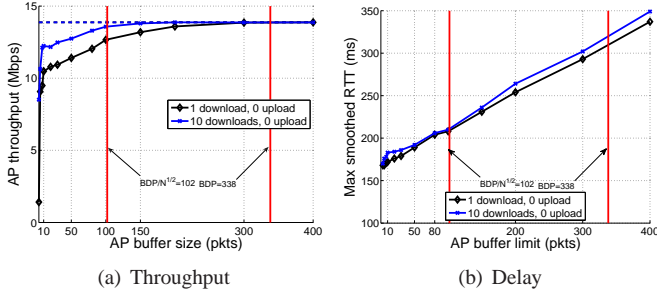 15
10
5
0
AP throughput (Mbps)
1 download, 0 upload
10 downloads, 0 upload
BDP/N^1/2=102
BDP=338
10 50 100 150 200 300 400
AP buffer size (pkts)
(a) Throughput
350
300
250
200
150
100
Max smoothed RTT (ms)
BDP/N^1/2=102
BDP=338
1 download, 0 upload
10 downloads, 0 upload
10 50 80 200 300 400
AP buffer limit (pkts)
(b) Delay